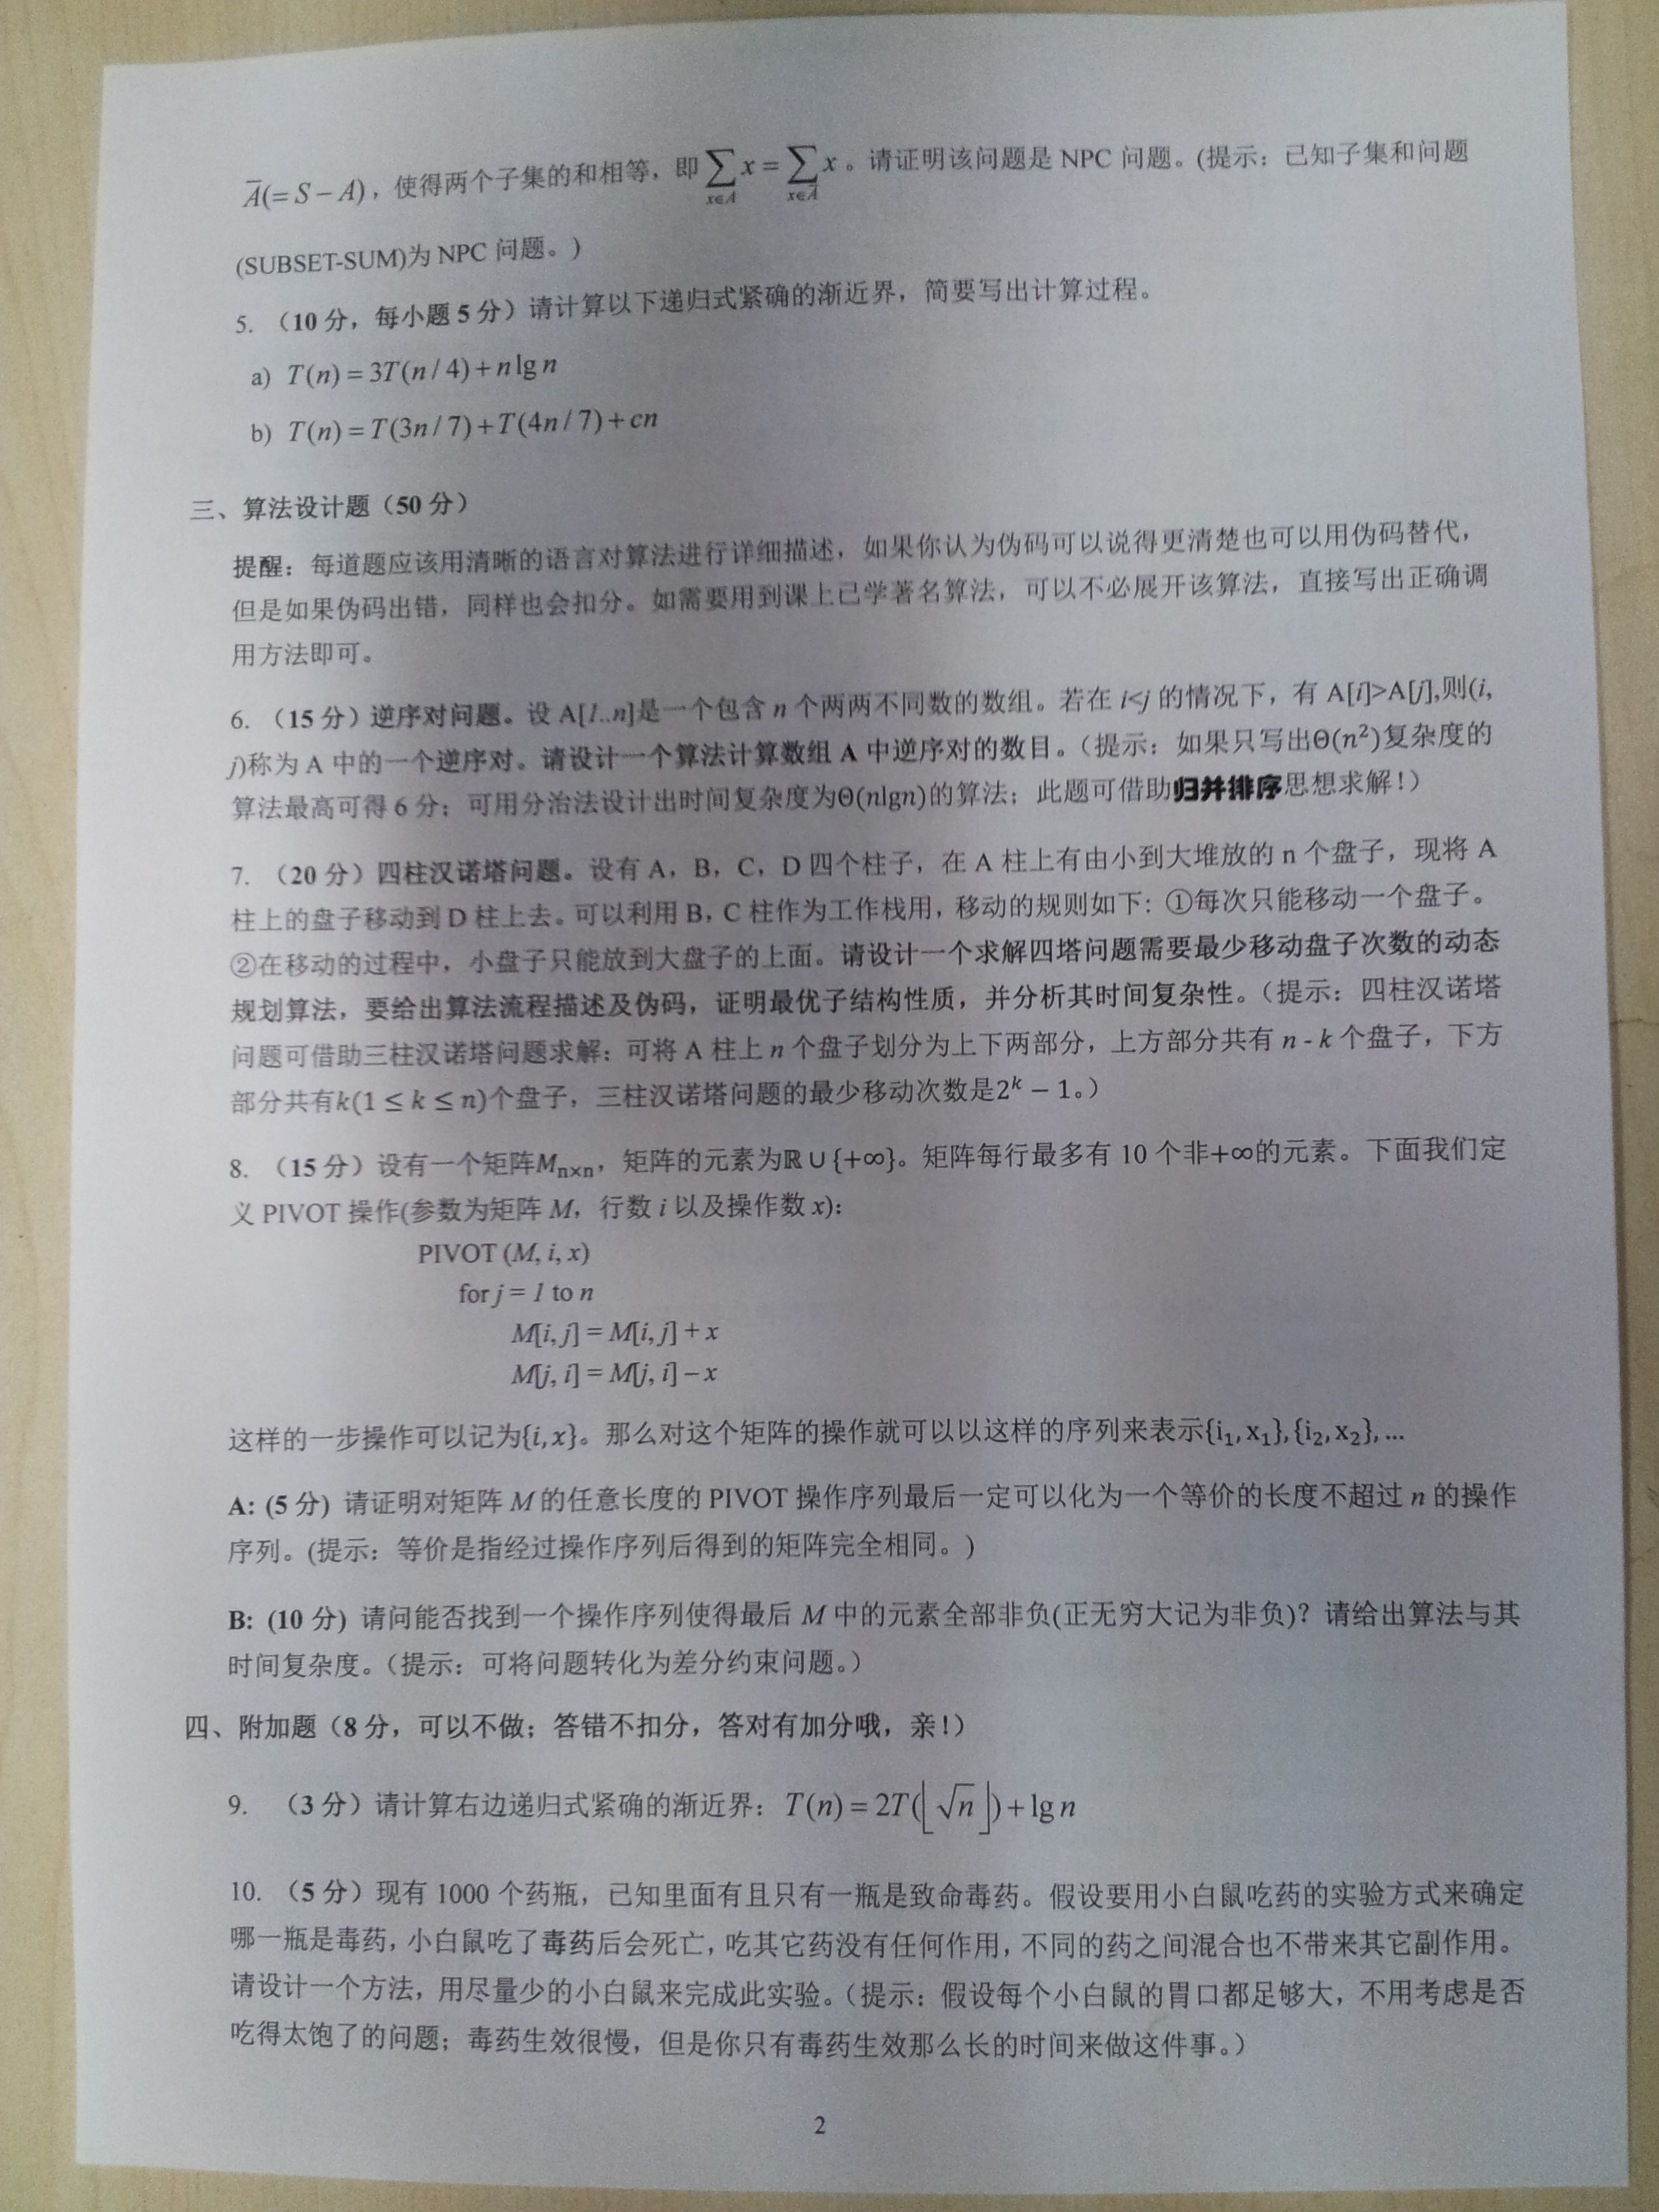 Ā(= S − A)，使得两个子集的和相等，即 ∑x∈A x = ∑x∈Ā x 。请证明该问题是 NPC 问题。(提示：已知子集和问题
(SUBSET-SUM)为 NPC 问题。)
5. （10 分，每小题 5 分）请计算以下递归式紧确的渐近界，简要写出计算过程。
a) T(n) = 3T(n / 4) + n lg n
b) T(n) = T(3n / 7) + T(4n / 7) + cn
三、算法设计题（50 分）
提醒：每道题应该用清晰的语言对算法进行详细描述，如果你认为伪码可以说得更清楚也可以用伪码替代，
但是如果伪码出错，同样也会扣分。如需要用到课上已学著名算法，可以不必展开该算法，直接写出正确调
用方法即可。
6. （15 分）逆序对问题。设 A[1..n]是一个包含 n 个两两不同数的数组。若在 i<j 的情况下，有 A[i]>A[j],则(i,
j)称为 A 中的一个逆序对。请设计一个算法计算数组 A 中逆序对的数目。（提示：如果只写出Θ(n²)复杂度的
算法最高可得 6 分；可用分治法设计出时间复杂度为Θ(nlgn)的算法；此题可借助归并排序思想求解！）
7. （20 分）四柱汉诺塔问题。设有 A，B，C，D 四个柱子，在 A 柱上有由小到大堆放的 n 个盘子，现将 A
柱上的盘子移动到 D 柱上去。可以利用 B，C 柱作为工作栈用，移动的规则如下：①每次只能移动一个盘子。
②在移动的过程中，小盘子只能放到大盘子的上面。请设计一个求解四塔问题需要最少移动盘子次数的动态
规划算法，要给出算法流程描述及伪码，证明最优子结构性质，并分析其时间复杂性。（提示：四柱汉诺塔
问题可借助三柱汉诺塔问题求解：可将 A 柱上 n 个盘子划分为上下两部分，上方部分共有 n - k 个盘子，下方
部分共有k(1 ≤ k ≤ n)个盘子，三柱汉诺塔问题的最少移动次数是2ᵏ − 1。）
8. （15 分）设有一个矩阵Mₙₓₙ，矩阵的元素为ℝ ∪ {+∞}。矩阵每行最多有 10 个非+∞的元素。下面我们定
义 PIVOT 操作(参数为矩阵 M，行数 i 以及操作数 x)：
PIVOT (M, i, x)
for j = 1 to n
M[i, j] = M[i, j] + x
M[j, i] = M[j, i] – x
这样的一步操作可以记为{i, x}。那么对这个矩阵的操作就可以以这样的序列来表示{i₁, x₁}, {i₂, x₂}, ...
A: (5 分) 请证明对矩阵 M 的任意长度的 PIVOT 操作序列最后一定可以化为一个等价的长度不超过 n 的操作
序列。(提示：等价是指经过操作序列后得到的矩阵完全相同。)
B: (10 分) 请问能否找到一个操作序列使得最后 M 中的元素全部非负(正无穷大记为非负)？请给出算法与其
时间复杂度。（提示：可将问题转化为差分约束问题。）
四、附加题（8 分，可以不做；答错不扣分，答对有加分哦，亲！）
9. （3 分）请计算右边递归式紧确的渐近界：T(n) = 2T(⌊√n⌋) + lg n
10. （5 分）现有 1000 个药瓶，已知里面有且只有一瓶是致命毒药。假设要用小白鼠吃药的实验方式来确定
哪一瓶是毒药，小白鼠吃了毒药后会死亡，吃其它药没有任何作用，不同的药之间混合也不带来其它副作用。
请设计一个方法，用尽量少的小白鼠来完成此实验。（提示：假设每个小白鼠的胃口都足够大，不用考虑是否
吃得太饱了的问题；毒药生效很慢，但是你只有毒药生效那么长的时间来做这件事。）
2